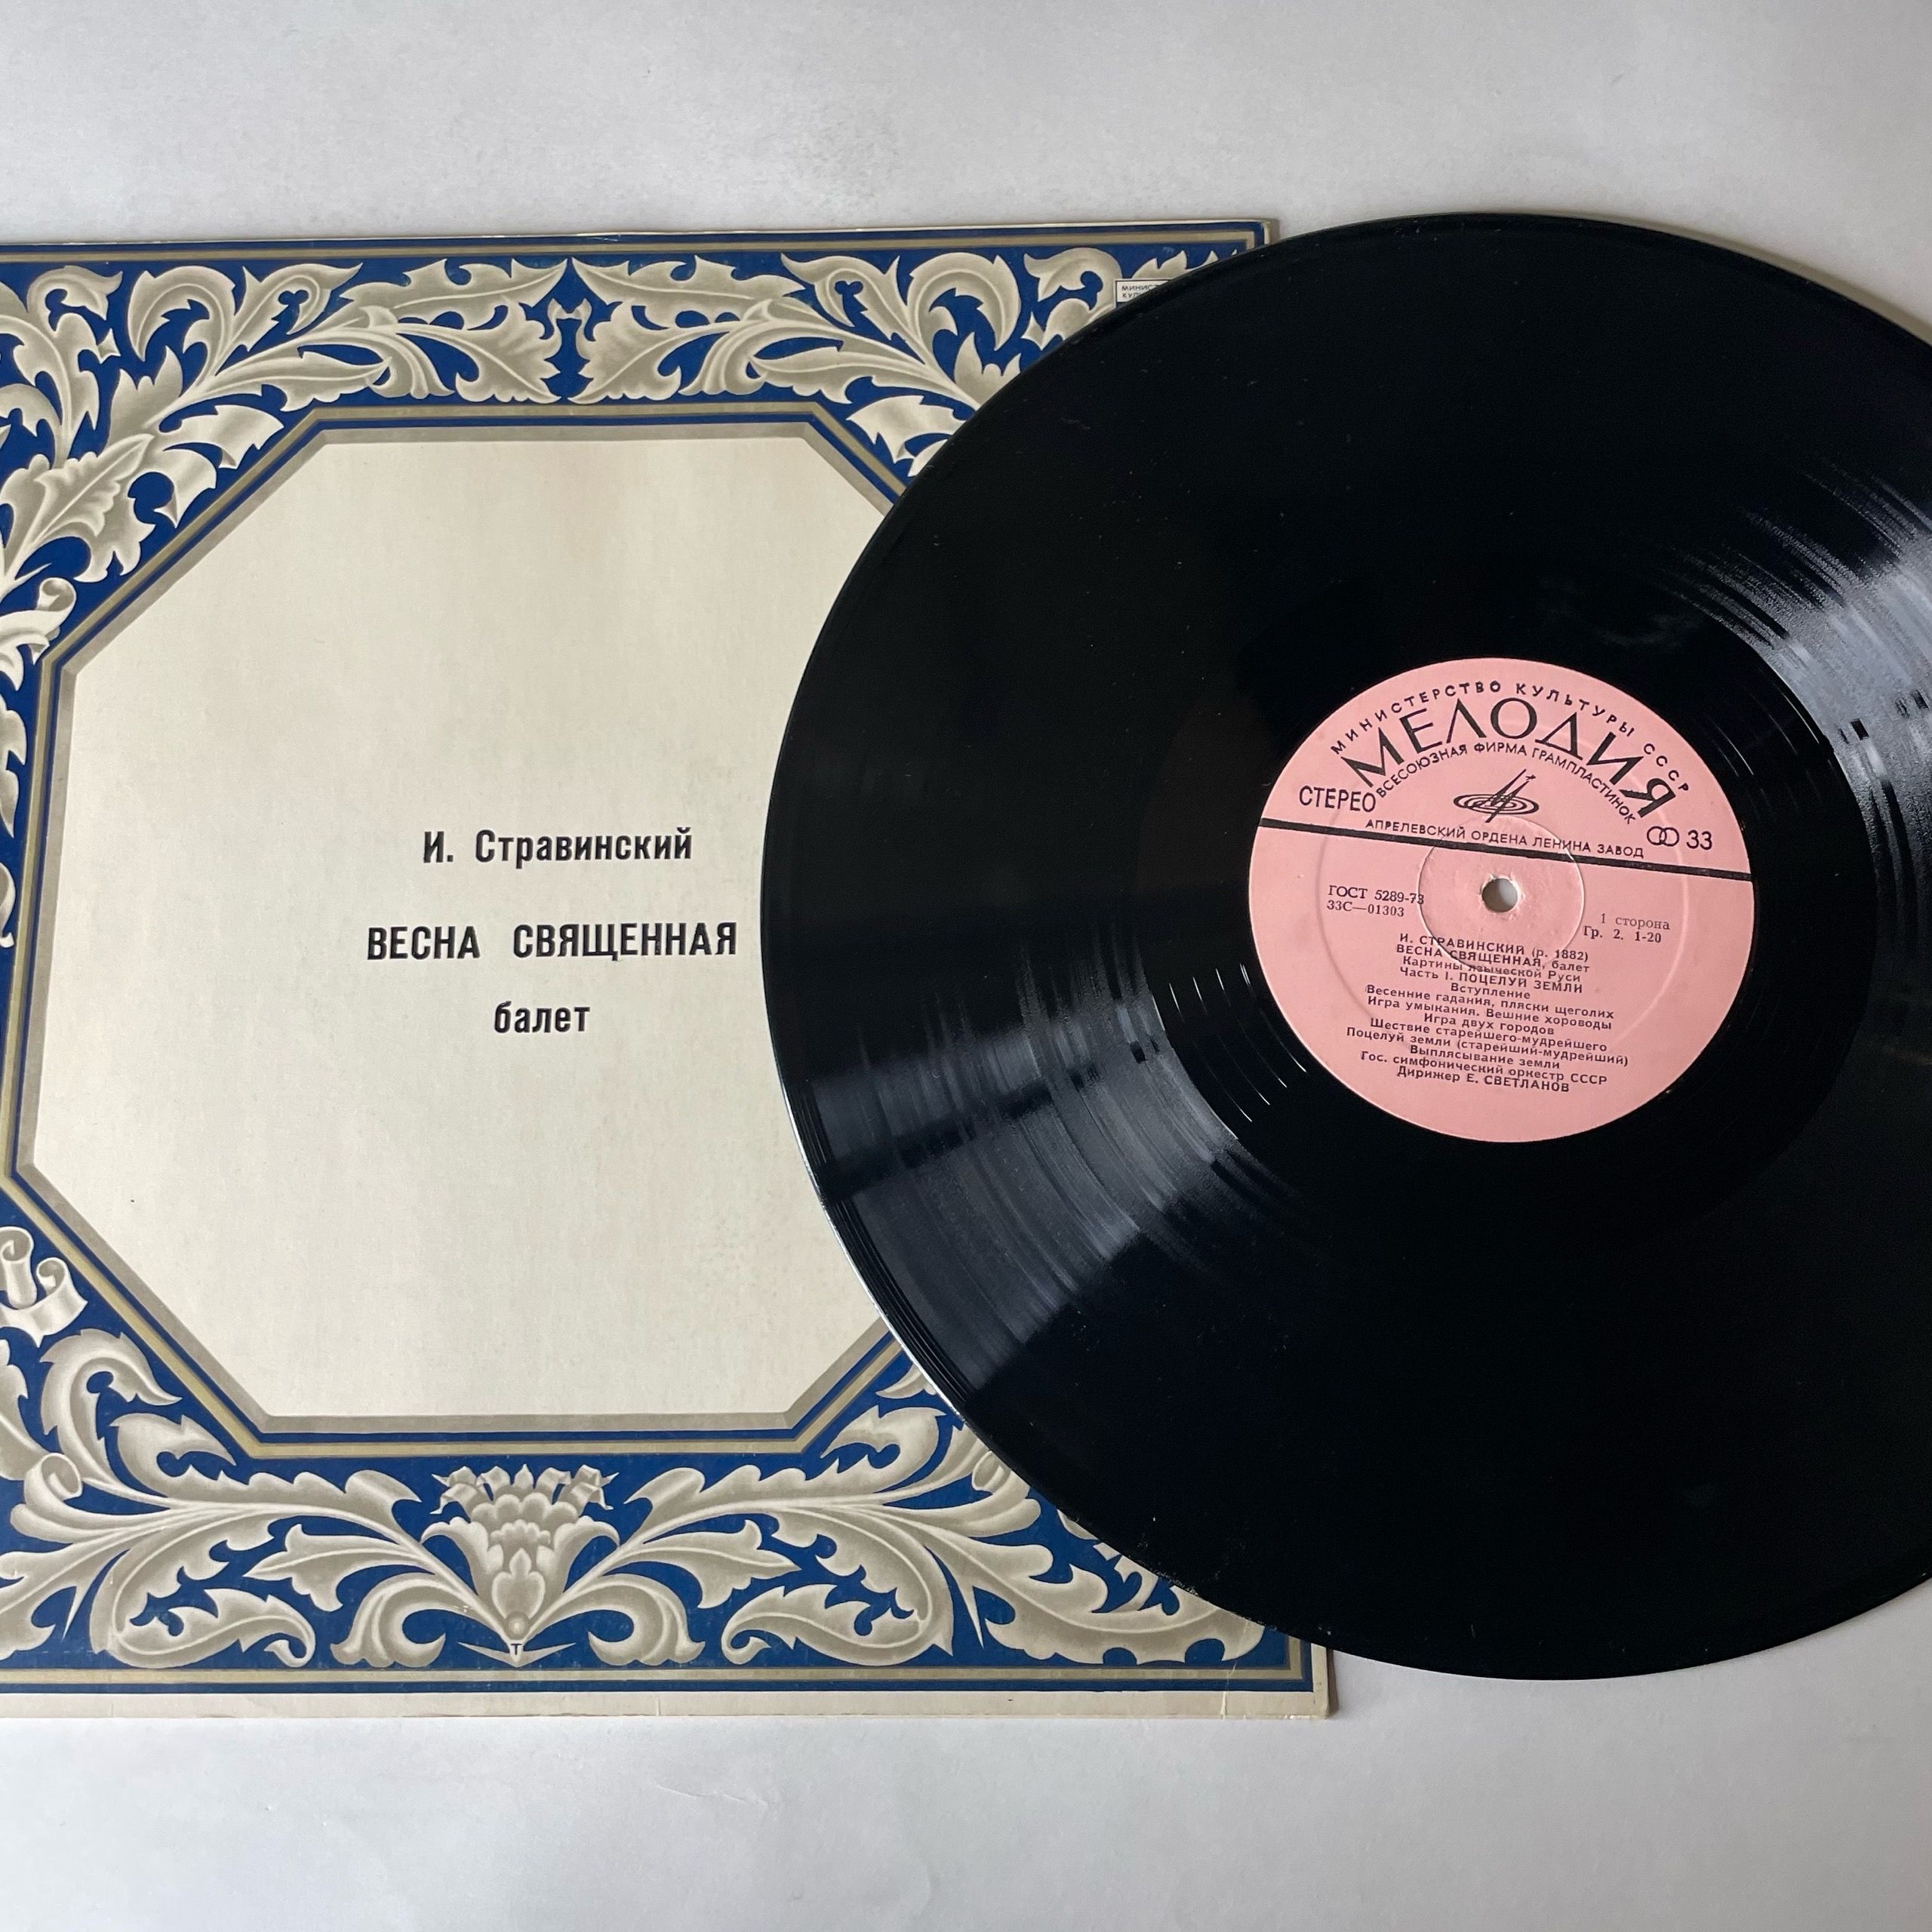 И. Стравинский
ВЕСНА СВЯЩЕННАЯ
балет
МИНИСТЕРСТВО КУЛЬТУРЫ СССР
МЕЛОДИЯ
ВСЕСОЮЗНАЯ ФИРМА ГРАМПЛАСТИНОК
СТЕРЕО
33
АПРЕЛЕВСКИЙ ОРДЕНА ЛЕНИНА ЗАВОД
ГОСТ 5289-73
33С—01303
1 сторона
Гр. 2. 1-20
И. СТРАВИНСКИЙ (р. 1882)
ВЕСНА СВЯЩЕННАЯ, балет
Картины языческой Руси
Часть I. ПОЦЕЛУЙ ЗЕМЛИ
Вступление
Весенние гадания, пляски щеголих
Игра умыкания. Вешние хороводы
Игра двух городов
Шествие старейшего-мудрейшего
Поцелуй земли (старейший-мудрейший)
Выплясывание земли
Гос. симфонический оркестр СССР
Дирижер Е. СВЕТЛАНОВ
Т